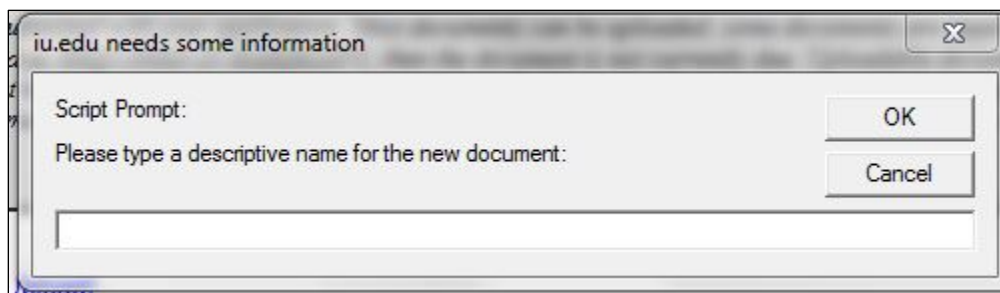 iu.edu needs some information
Script Prompt:
OK
Please type a descriptive name for the new document:
Cancel